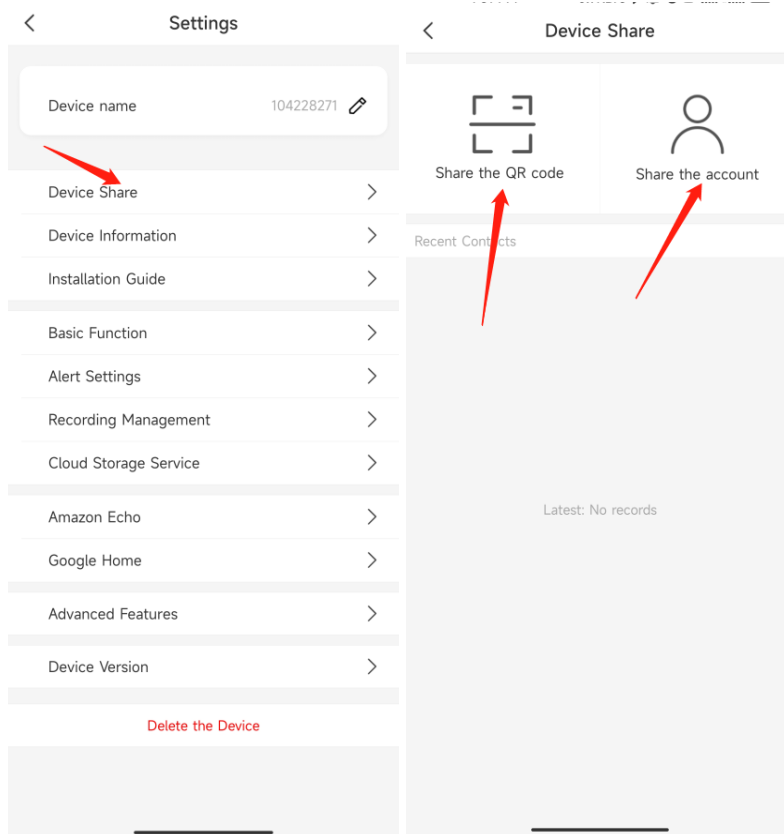 Settings
Device name
104228271
Device Share
Device Information
Installation Guide
Basic Function
Alert Settings
Recording Management
Cloud Storage Service
Amazon Echo
Google Home
Advanced Features
Device Version
Delete the Device
Device Share
Share the QR code
Share the account
Recent Contacts
Latest: No records